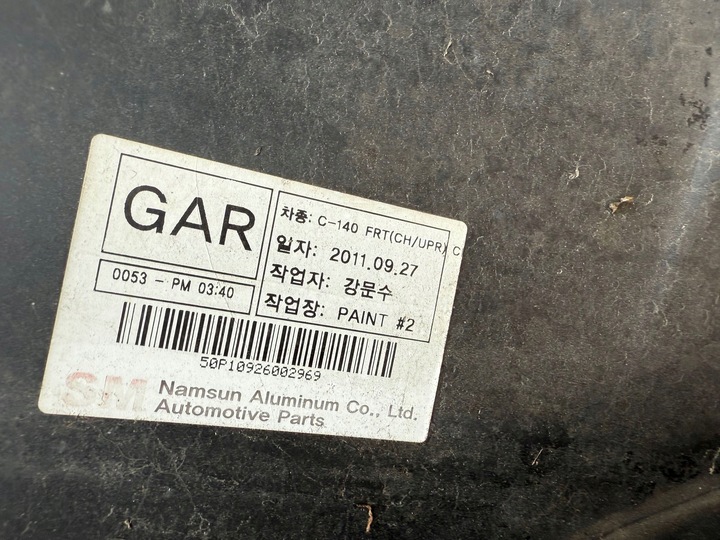 GAR
0053 - PM 03:40
차종: C-140 FRT(CH/UPR) C
일자: 2011.09.27
작업자: 강문수
작업장: PAINT #2
50P10926002969
SM
Namsun Aluminum Co., Ltd.
Automotive Parts